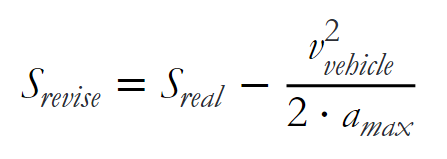 S_revise = S_real − v²_vehicle / (2 · a_max)